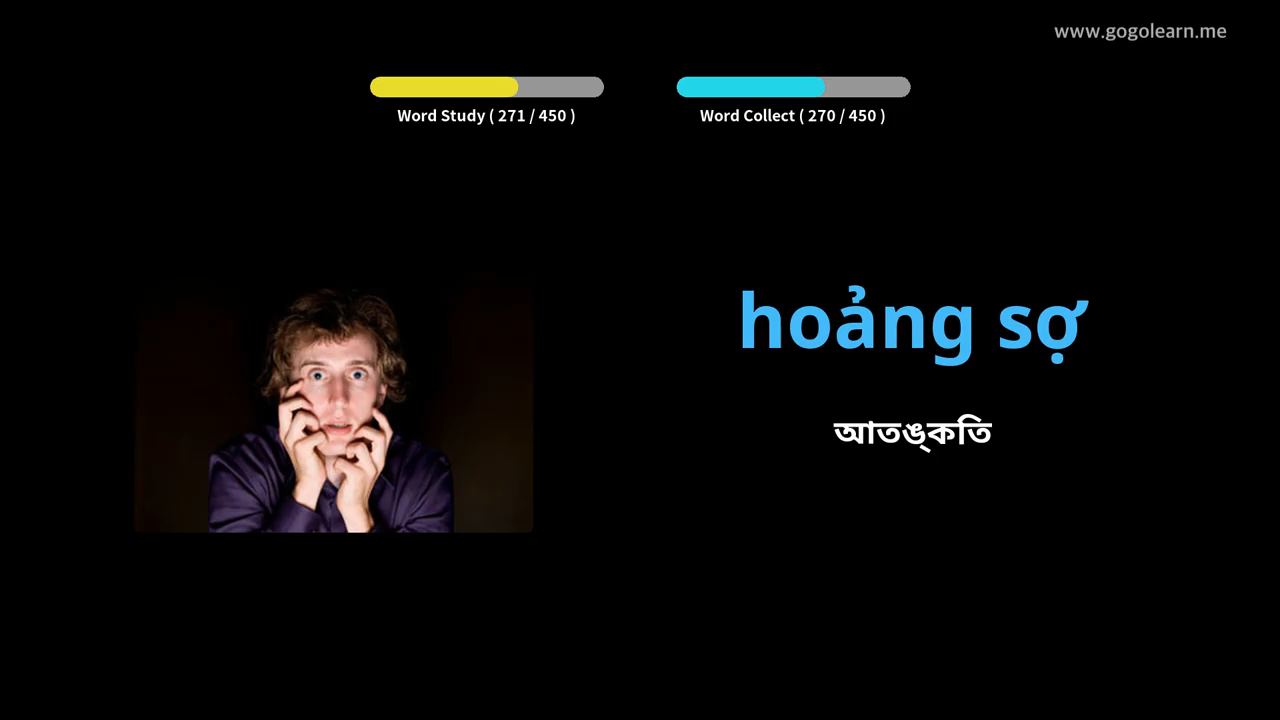 www.gogolearn.me
Word Study ( 271 / 450 )
Word Collect ( 270 / 450 )
hoảng sợ
আতঙ্কতি